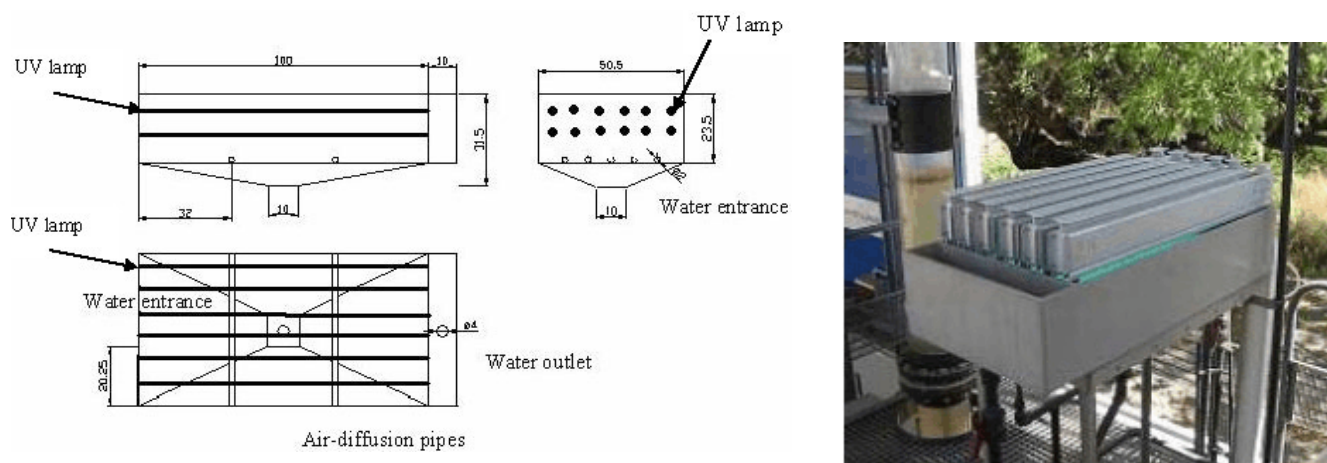 UV lamp
UV lamp
100
10
50.5
31.5
23.5
32
10
10
ø2
Water entrance
UV lamp
Water entrance
20.25
ø4
Water outlet
Air-diffusion pipes